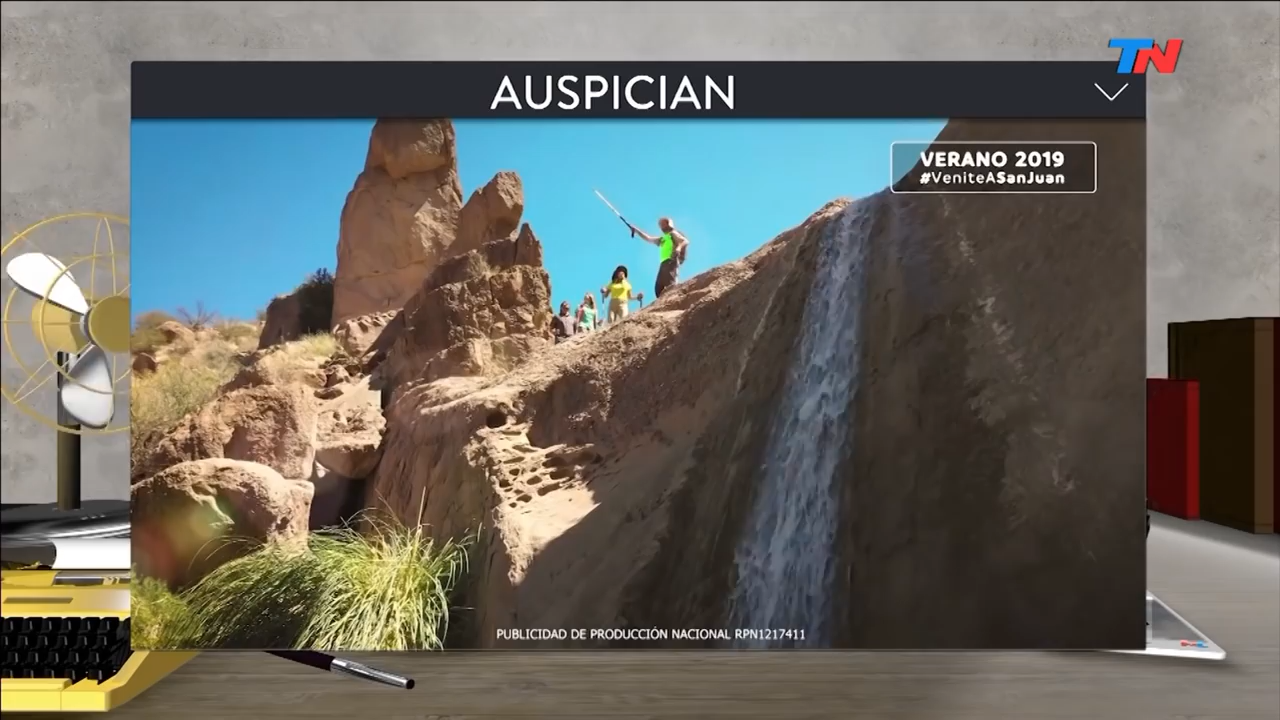 TN
AUSPICIAN
VERANO 2019
#VeniteASanJuan
PUBLICIDAD DE PRODUCCIÓN NACIONAL RPN1217411